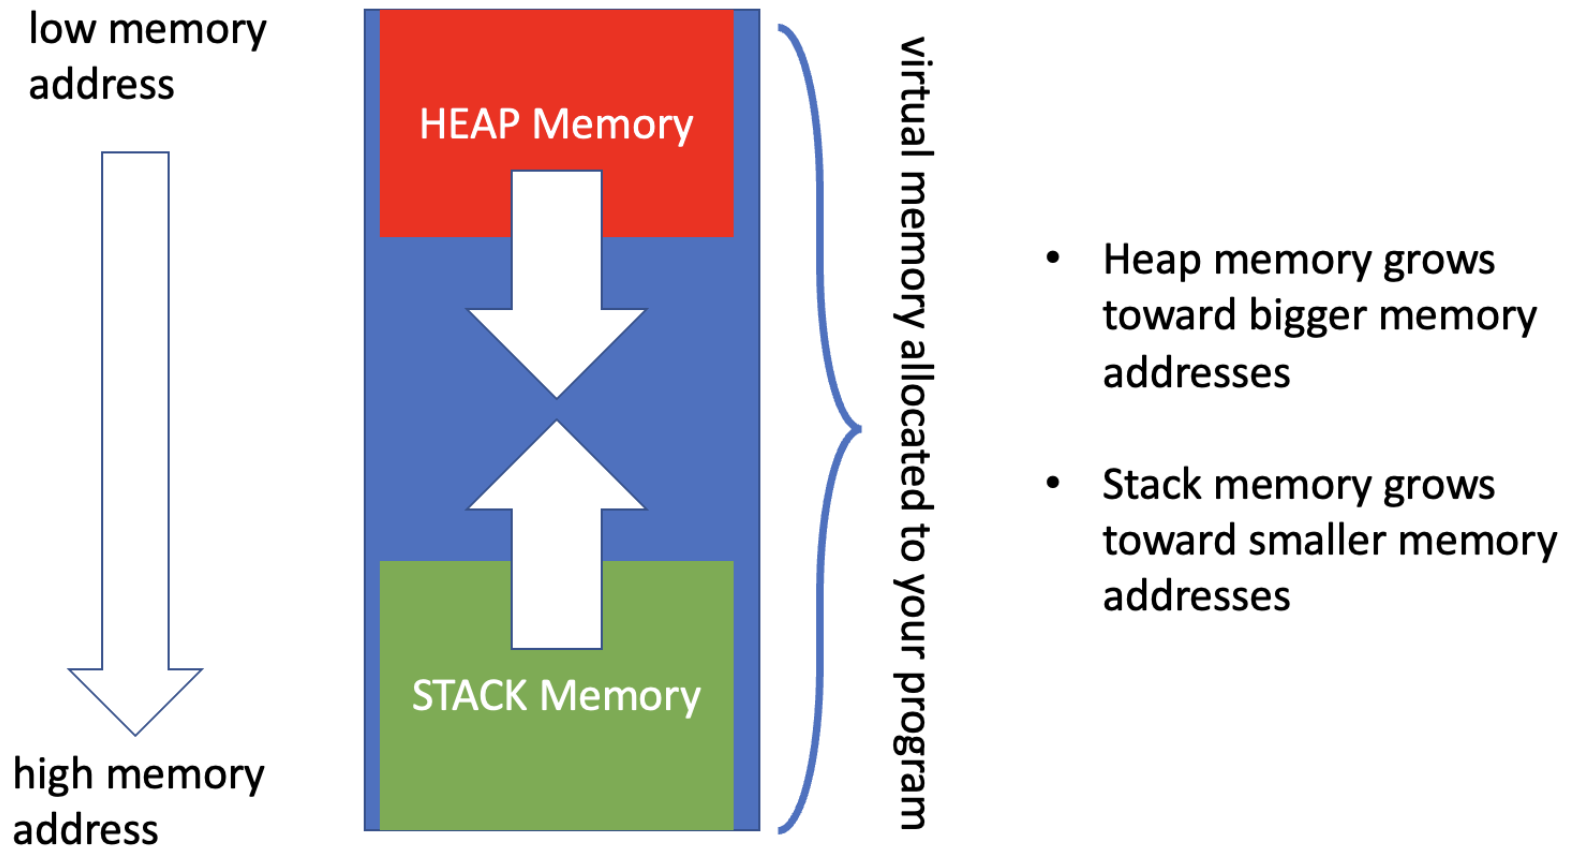 low memory
address
HEAP Memory
STACK Memory
high memory
address
virtual memory allocated to your program
• Heap memory grows
toward bigger memory
addresses
• Stack memory grows
toward smaller memory
addresses